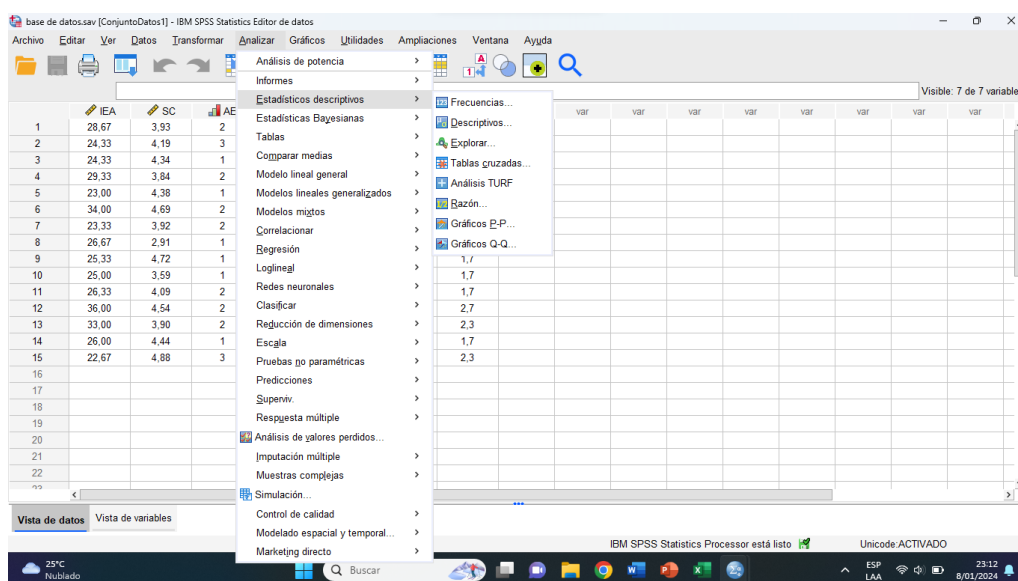 base de datos.sav [ConjuntoDatos1] - IBM SPSS Statistics Editor de datos
Archivo Editar Ver Datos Transformar Analizar Gráficos Utilidades Ampliaciones Ventana Ayuda
Visible: 7 de 7 variable
IEA SC AE var var var var var var var var
1 28,67 3,93 2
2 24,33 4,19 3
3 24,33 4,34 1
4 29,33 3,84 2
5 23,00 4,38 1
6 34,00 4,69 2
7 23,33 3,92 2
8 26,67 2,91 1
9 25,33 4,72 1 1,7
10 25,00 3,59 1 1,7
11 26,33 4,09 2 1,7
12 36,00 4,54 2 2,7
13 33,00 3,90 2 2,3
14 26,00 4,44 1 1,7
15 22,67 4,88 3 2,3
16
17
18
19
20
21
22
Análisis de potencia
Informes
Estadísticos descriptivos
Estadísticas Bayesianas
Tablas
Comparar medias
Modelo lineal general
Modelos lineales generalizados
Modelos mixtos
Correlacionar
Regresión
Loglineal
Redes neuronales
Clasificar
Reducción de dimensiones
Escala
Pruebas no paramétricas
Predicciones
Superviv.
Respuesta múltiple
Análisis de valores perdidos...
Imputación múltiple
Muestras complejas
Simulación...
Control de calidad
Modelado espacial y temporal...
Marketing directo
Frecuencias...
Descriptivos...
Explorar...
Tablas cruzadas...
Análisis TURF
Razón...
Gráficos P-P...
Gráficos Q-Q...
Vista de datos Vista de variables
IBM SPSS Statistics Processor está listo Unicode:ACTIVADO
25°C
Nublado
Buscar
ESP
LAA
23:12
8/01/2024